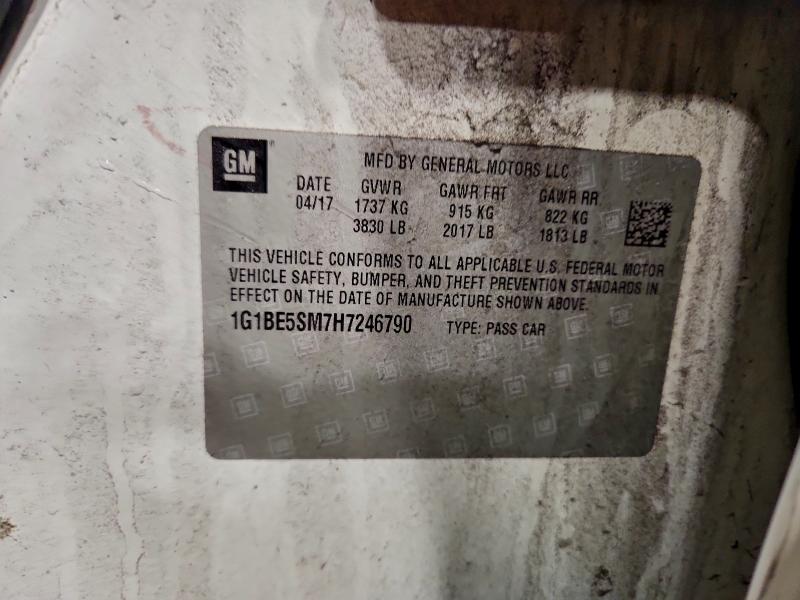 GM
MFD BY GENERAL MOTORS LLC
DATE GVWR GAWR FRT GAWR RR
04/17 1737 KG 915 KG 822 KG
3830 LB 2017 LB 1813 LB
THIS VEHICLE CONFORMS TO ALL APPLICABLE U.S. FEDERAL MOTOR
VEHICLE SAFETY, BUMPER, AND THEFT PREVENTION STANDARDS IN
EFFECT ON THE DATE OF MANUFACTURE SHOWN ABOVE.
1G1BE5SM7H7246790 TYPE: PASS CAR